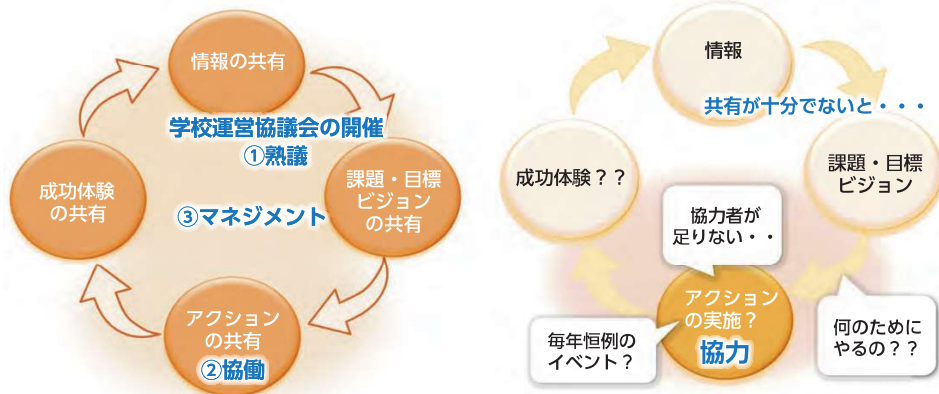 情報の共有
学校運営協議会の開催
①熟議
課題・目標
ビジョン
の共有
③マネジメント
成功体験
の共有
アクション
の共有
②協働
情報
共有が十分でないと・・・
課題・目標
ビジョン
成功体験？？
協力者が
足りない・・
アクション
の実施？
協力
何のために
やるの？？
毎年恒例の
イベント？